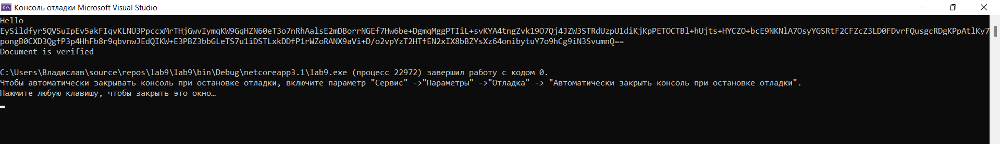 Консоль отладки Microsoft Visual Studio
Hello
EySildfyr5QVSuIpEv5akFIqvKLNU3PpccxMrTHjGwvIymqKW9GqHZN60eT3o7nRhAalsE2mDBorrNGEf7Hw6be+DgmqMggPTIiL+svKYA4tngZvk19O7Qj4JZW3STRdUzpU1diKjKpPETOCTBl+hUjts+HYCZO+bcE9NKNlA7OsyYGSRtF2CFZcZ3LD0FDvrFQusgcRDgKPpAtlKy7
pongB0CXD3QgfP3p4HhFb8r9qbvnwJEdQIKW+E3PBZ3bbGLeTS7u1iDSTLxkDDfP1rWZoRANX9aVi+D/o2vpYzT2HTfEN2xIX8bBZYsXz64onibytuY7o9hCg9iN3SvumnQ==
Document is verified
C:\Users\Владислав\source\repos\lab9\lab9\bin\Debug\netcoreapp3.1\lab9.exe (процесс 22972) завершил работу с кодом 0.
Чтобы автоматически закрывать консоль при остановке отладки, включите параметр "Сервис" ->"Параметры" ->"Отладка" -> "Автоматически закрыть консоль при остановке отладки".
Нажмите любую клавишу, чтобы закрыть это окно…